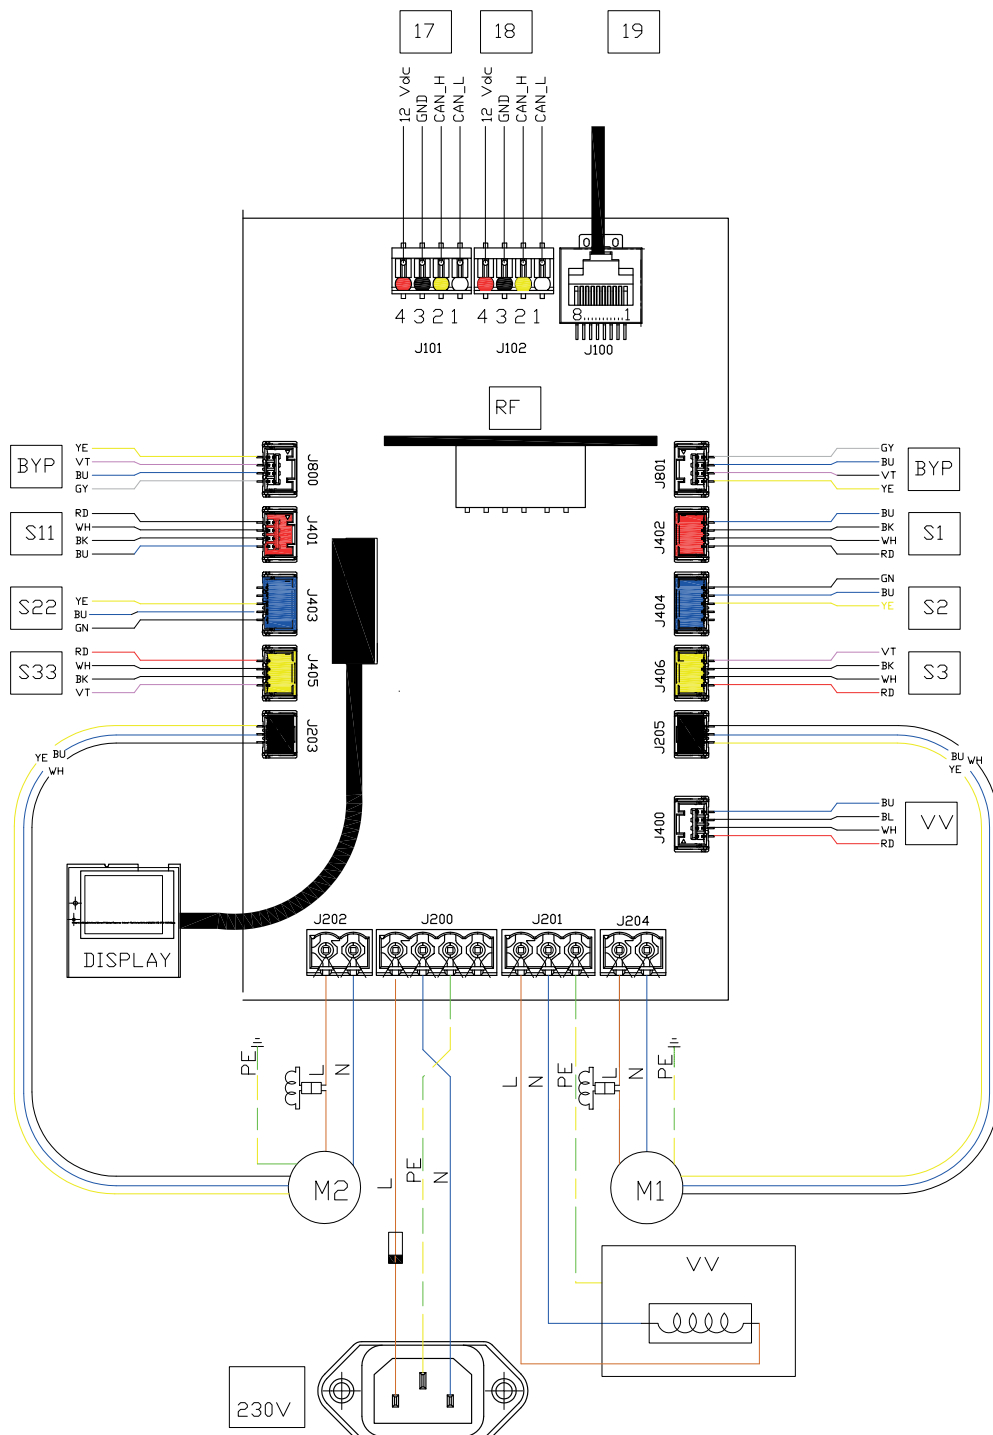 17 18 19
12 Vdc
GND
CAN_H
CAN_L
12 Vdc
GND
CAN_H
CAN_L
4 3 2 1 4 3 2 1 8 1
J101 J102 J100
RF
BYP
YE
VT
BU
GY
J800
J801
GY
BU
VT
YE
BYP
S11
RD
WH
BK
BU
J401
J402
BU
BK
WH
RD
S1
S22
YE
BU
GN
J403
J404
GN
BU
YE
S2
S33
RD
WH
BK
VT
J405
J406
VT
BK
WH
RD
S3
J203
J205
YE BU
WH
BU WH
YE
J400
BU
BL
WH
RD
VV
DISPLAY
J202 J200 J201 J204
PE L N
L N PE L N PE
M2
L PE N
M1
VV
230V